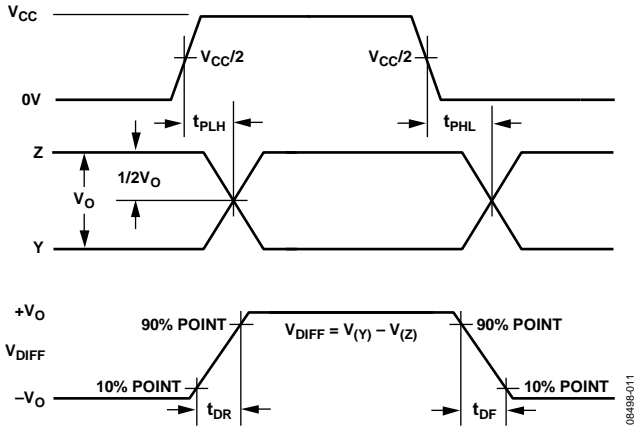 VCC
VCC/2
VCC/2
0V
tPLH
tPHL
Z
1/2VO
VO
Y
+VO
90% POINT
VDIFF = V(Y) – V(Z)
90% POINT
VDIFF
10% POINT
10% POINT
–VO
tDR
tDF
08498-011